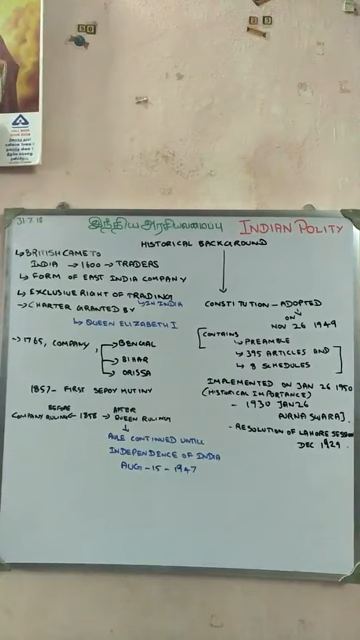 31.7.18
இந்திய அரசியலமைப்பு INDIAN POLITY
HISTORICAL BACKGROUND
↳ BRITISH CAME TO
INDIA → 1600 → TRADERS
↳ FORM OF EAST INDIA COMPANY
↳ EXCLUSIVE RIGHT OF TRADING
↳ IN INDIA
→ CHARTER GRANTED BY
↳ QUEEN ELIZABETH I
→ 1765, COMPANY
→ BENGAL
→ BIHAR
→ ORISSA
1857 - FIRST SEPOY MUTINY
BEFORE AFTER
COMPANY RULING - 1858 → QUEEN RULING
↓
RULE CONTINUED UNTILL
INDEPENDENCE OF INDIA
AUG - 15 - 1947
CONSTITUTION - ADOPTED
ON
NOV 26 1949
CONTAINS
↳ PREAMBLE
↳ 395 ARTICLES AND
↳ 8 SCHEDULES
IMPLEMENTED ON JAN 26 1950
(HISTORICAL IMPORTANCE)
- 1930 JAN 26
PURNA SWARAJ
- RESOLUTION OF LAHORE SESSION
DEC 1929